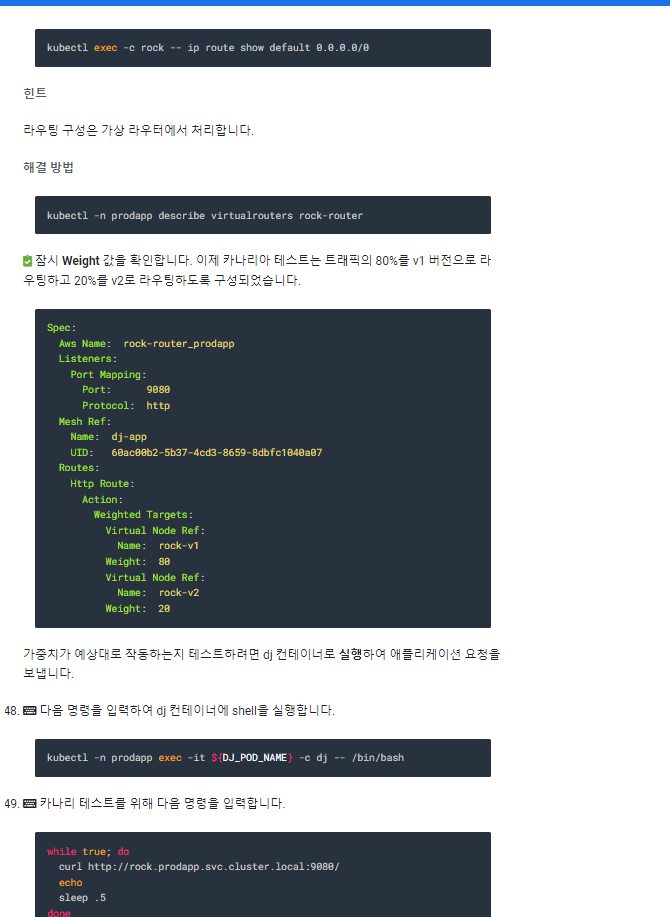 kubectl exec -c rock -- ip route show default 0.0.0.0/0
힌트
라우팅 구성은 가상 라우터에서 처리합니다.
해결 방법
kubectl -n prodapp describe virtualrouters rock-router
잠시 Weight 값을 확인합니다. 이제 카나리아 테스트는 트래픽의 80%를 v1 버전으로 라
우팅하고 20%를 v2로 라우팅하도록 구성되었습니다.
Spec:
  Aws Name:  rock-router_prodapp
  Listeners:
    Port Mapping:
      Port:      9080
      Protocol:  http
  Mesh Ref:
    Name:  dj-app
    UID:   60ac00b2-5b37-4cd3-8659-8dbfc1040a07
  Routes:
    Http Route:
      Action:
        Weighted Targets:
          Virtual Node Ref:
            Name:  rock-v1
          Weight:  80
          Virtual Node Ref:
            Name:  rock-v2
          Weight:  20
가중치가 예상대로 작동하는지 테스트하려면 dj 컨테이너로 실행하여 애플리케이션 요청을
보냅니다.
48. 다음 명령을 입력하여 dj 컨테이너에 shell을 실행합니다.
kubectl -n prodapp exec -it ${DJ_POD_NAME} -c dj -- /bin/bash
49. 카나리 테스트를 위해 다음 명령을 입력합니다.
while true; do
  curl http://rock.prodapp.svc.cluster.local:9080/
  echo
  sleep .5
done